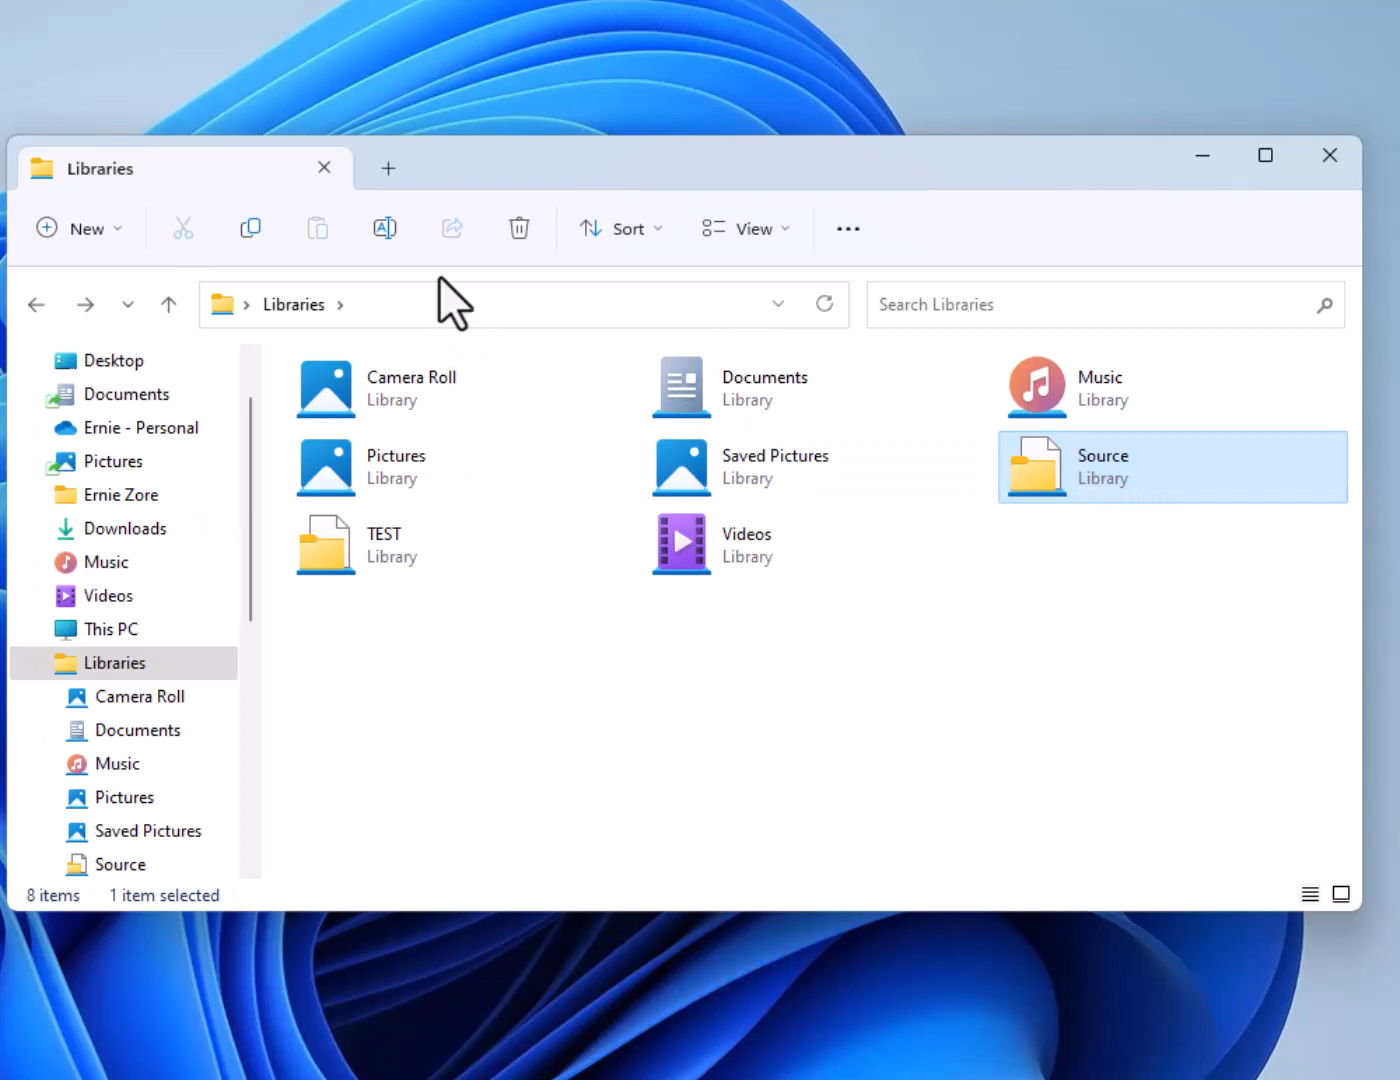 Libraries
New
Sort
View
Libraries
Search Libraries
Desktop
Documents
Ernie - Personal
Pictures
Ernie Zore
Downloads
Music
Videos
This PC
Libraries
Camera Roll
Documents
Music
Pictures
Saved Pictures
Source
Camera Roll
Library
Documents
Library
Music
Library
Pictures
Library
Saved Pictures
Library
Source
Library
TEST
Library
Videos
Library
8 items 1 item selected